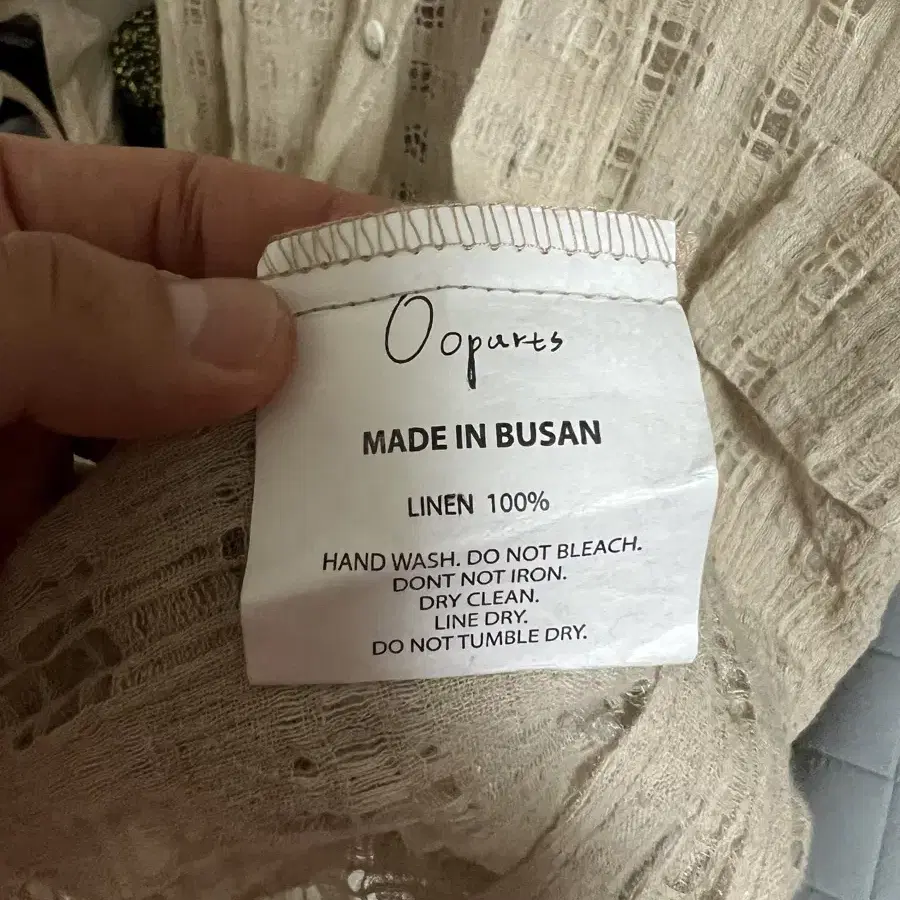 Oopurts
MADE IN BUSAN
LINEN 100%
HAND WASH. DO NOT BLEACH.
DONT NOT IRON.
DRY CLEAN.
LINE DRY.
DO NOT TUMBLE DRY.